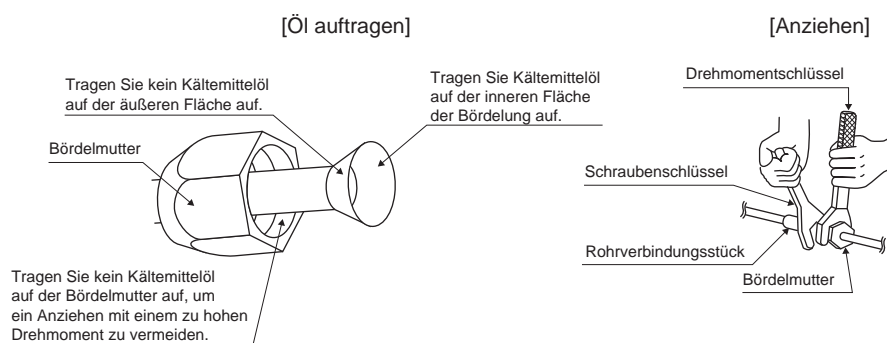 [Öl auftragen]
Tragen Sie kein Kältemittelöl
auf der äußeren Fläche auf.
Tragen Sie Kältemittelöl
auf der inneren Fläche
der Bördelung auf.
Bördelmutter
Tragen Sie kein Kältemittelöl
auf der Bördelmutter auf, um
ein Anziehen mit einem zu hohen
Drehmoment zu vermeiden.
[Anziehen]
Drehmomentschlüssel
Schraubenschlüssel
Rohrverbindungsstück
Bördelmutter